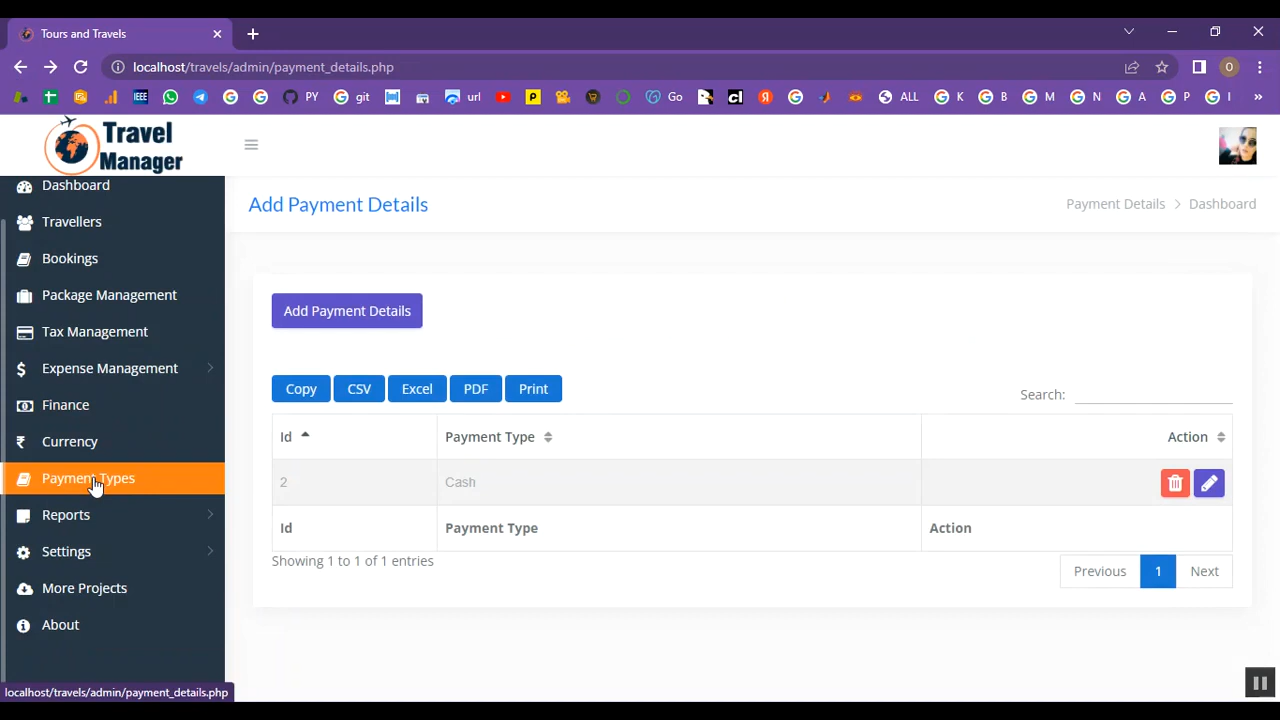 Tours and Travels
localhost/travels/admin/payment_details.php
PY
git
url
Go
ALL
K
B
M
N
A
P
I
Travel
Manager
Dashboard
Travellers
Bookings
Package Management
Tax Management
Expense Management
Finance
Currency
Payment Types
Reports
Settings
More Projects
About
Add Payment Details
Payment Details > Dashboard
Add Payment Details
Copy CSV Excel PDF Print
Search:
Id Payment Type Action
2 Cash
Id Payment Type Action
Showing 1 to 1 of 1 entries
Previous 1 Next
localhost/travels/admin/payment_details.php